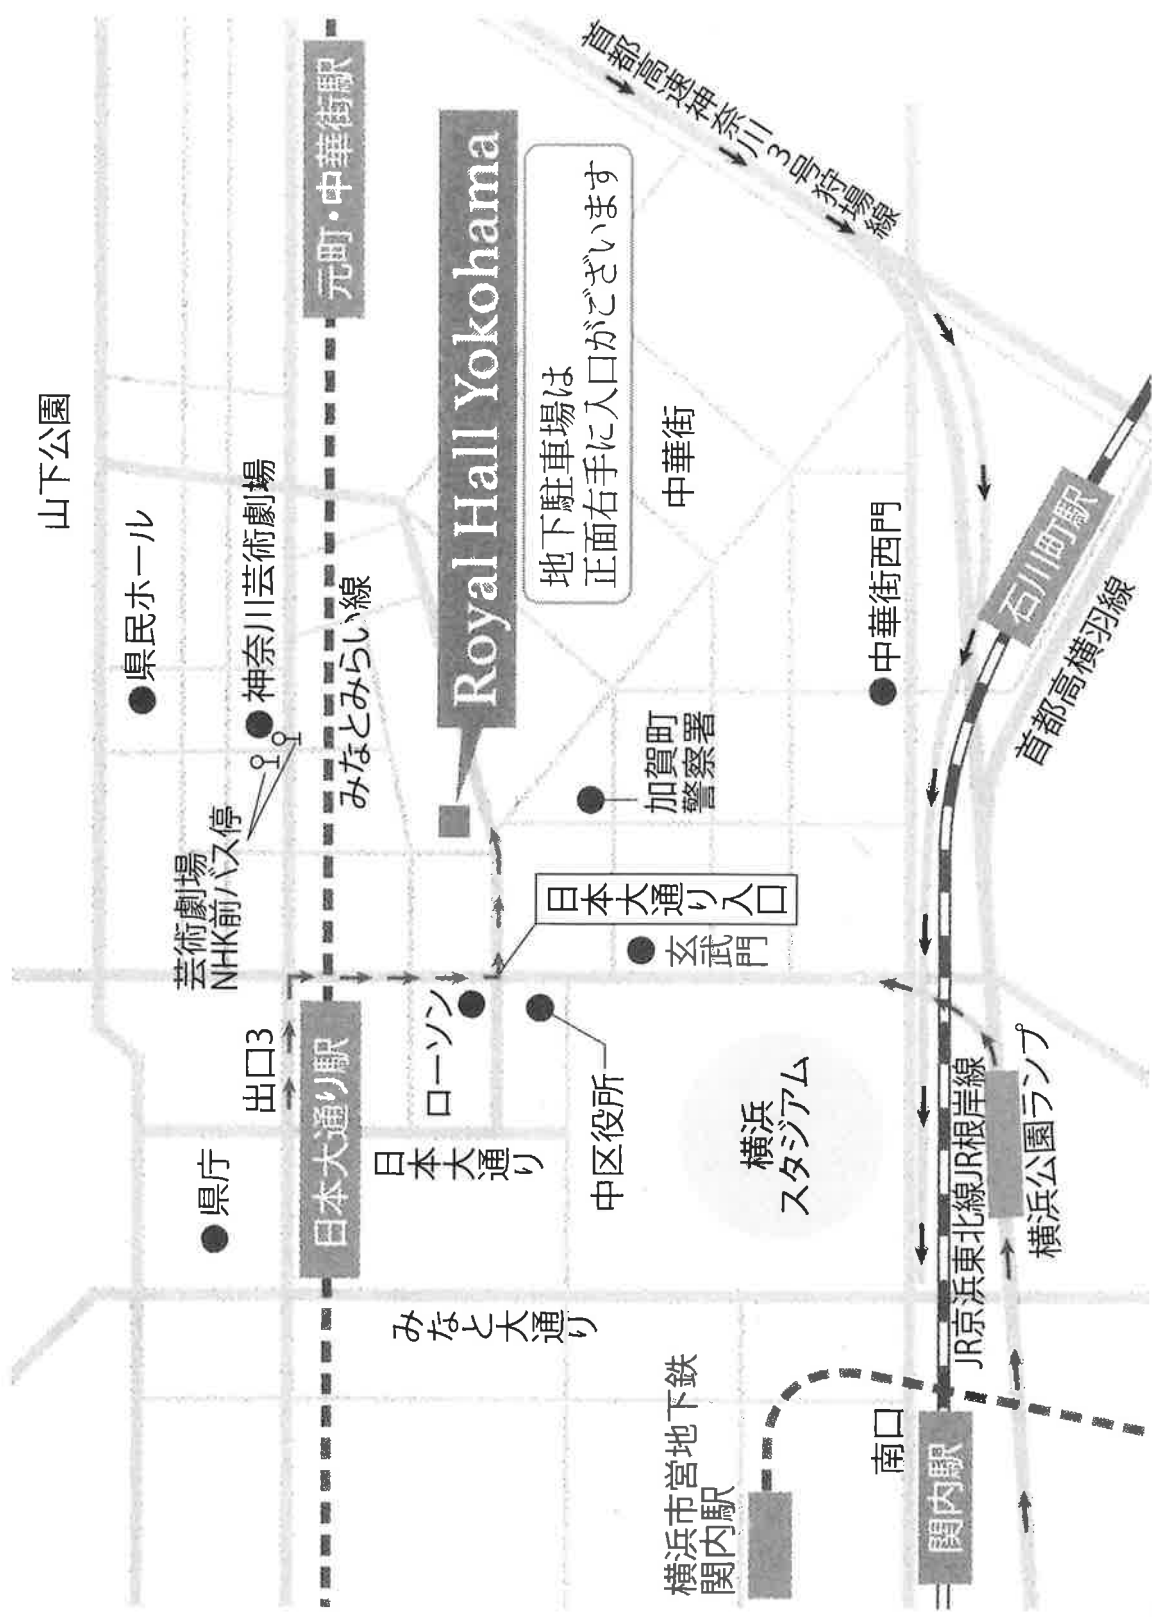 山下公園
県民ホール
神奈川芸術劇場
芸術劇場
NHK前バス停
県庁
出口3
日本大通り駅
みなとみらい線
元町・中華街駅
Royal Hall Yokohama
地下駐車場は
正面右手に入口がございます
首都高速神奈川3号狩場線
ローソン
日本大通り
みなと大通り
中区役所
日本大通り入口
玄武門
加賀町
警察署
中華街
中華街西門
横浜
スタジアム
横浜市営地下鉄
関内駅
南口
関内駅
JR京浜東北線JR根岸線
横浜公園ランプ
石川町駅
首都高横羽線